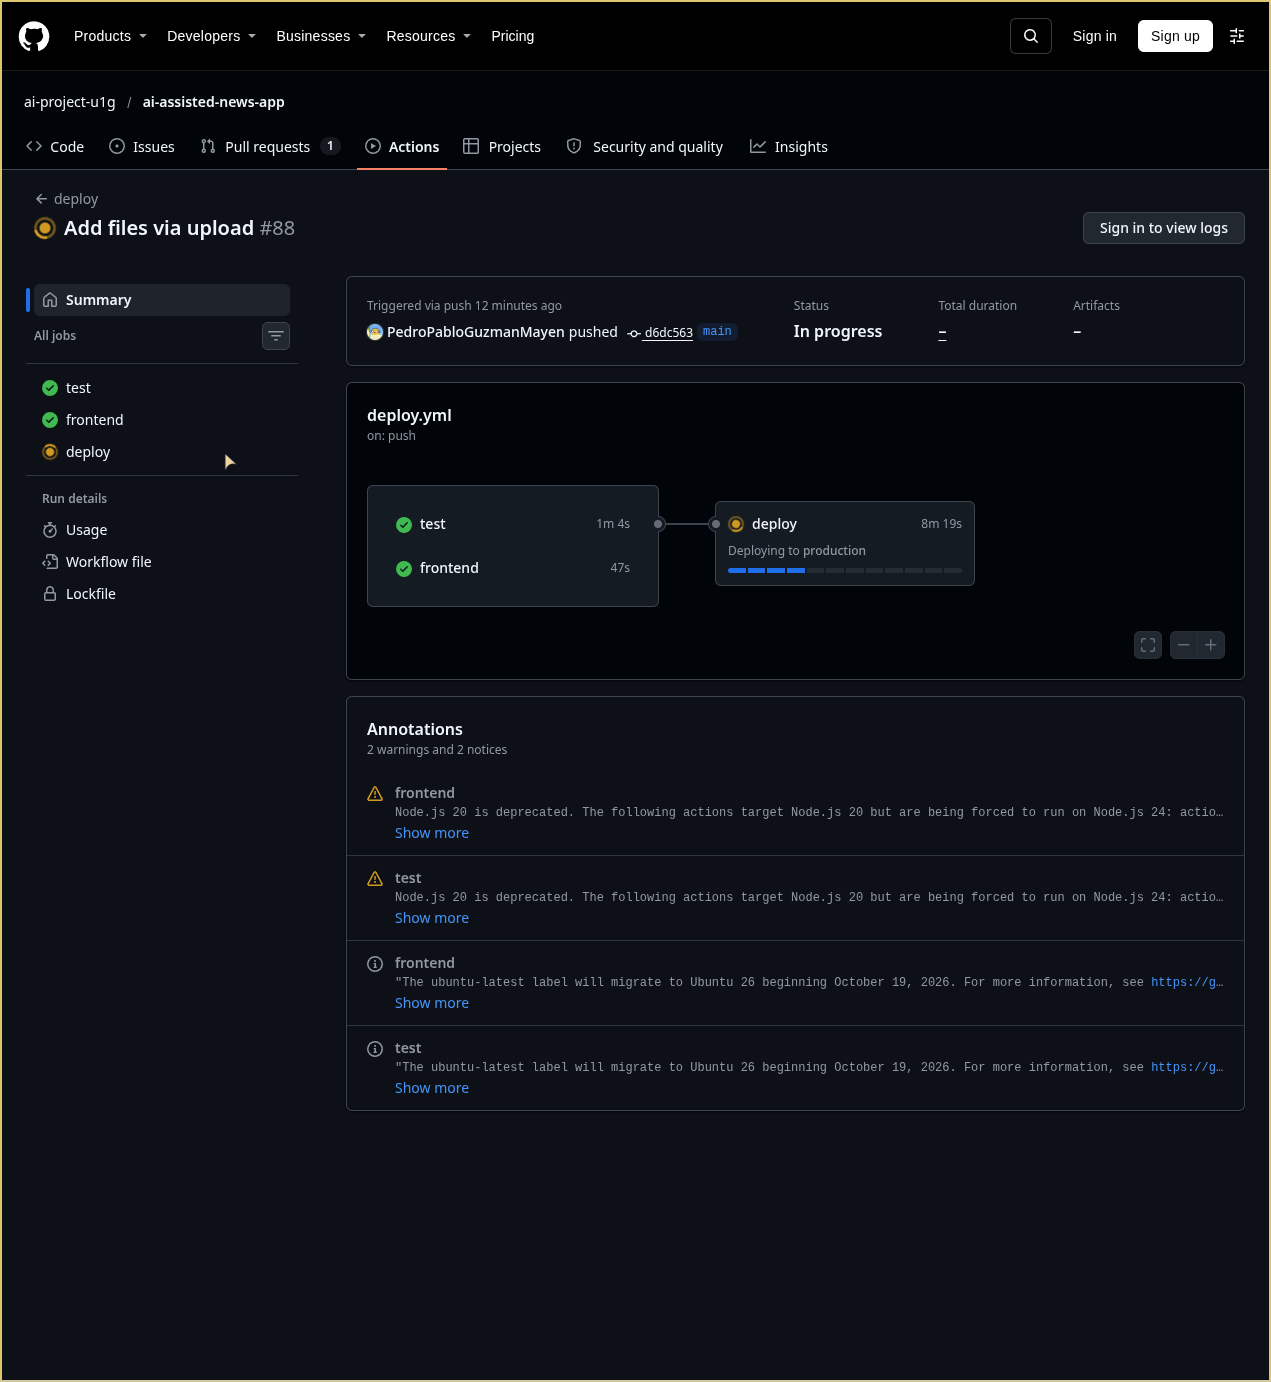 Products
Developers
Businesses
Resources
Pricing
Sign in
Sign up
ai-project-u1g / ai-assisted-news-app
Code
Issues
Pull requests 1
Actions
Projects
Security and quality
Insights
deploy
Add files via upload #88
Sign in to view logs
Summary
All jobs
test
frontend
deploy
Run details
Usage
Workflow file
Lockfile
Triggered via push 12 minutes ago
PedroPabloGuzmanMayen pushed d6dc563 main
Status
In progress
Total duration
–
Artifacts
–
deploy.yml
on: push
test 1m 4s
frontend 47s
deploy 8m 19s
Deploying to production
Annotations
2 warnings and 2 notices
frontend
Node.js 20 is deprecated. The following actions target Node.js 20 but are being forced to run on Node.js 24: actio…
Show more
test
Node.js 20 is deprecated. The following actions target Node.js 20 but are being forced to run on Node.js 24: actio…
Show more
frontend
"The ubuntu-latest label will migrate to Ubuntu 26 beginning October 19, 2026. For more information, see https://g…
Show more
test
"The ubuntu-latest label will migrate to Ubuntu 26 beginning October 19, 2026. For more information, see https://g…
Show more